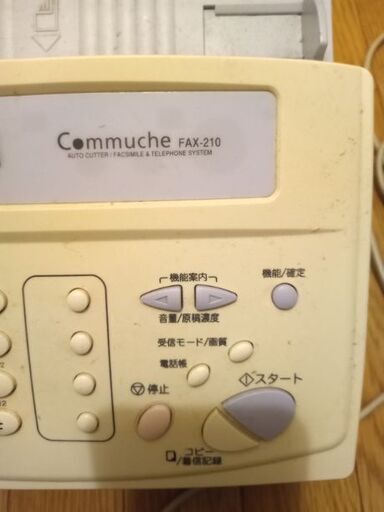 Commuche FAX-210
AUTO CUTTER / FACSIMILE & TELEPHONE SYSTEM
機能案内
機能/確定
音量/原稿濃度
受信モード/画質
電話帳
スタート
停止
コピー
/着信記録